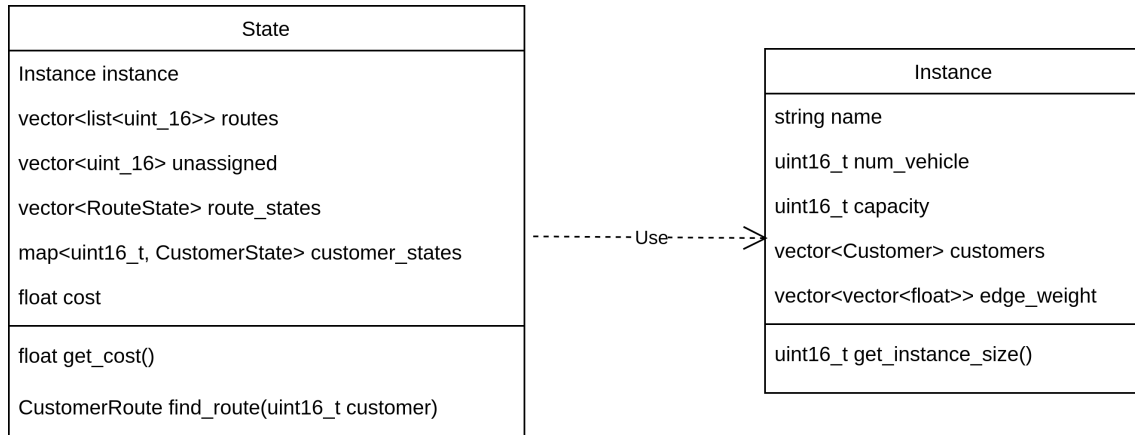 State
Instance instance
vector<list<uint_16>> routes
vector<uint_16> unassigned
vector<RouteState> route_states
map<uint16_t, CustomerState> customer_states
float cost
float get_cost()
CustomerRoute find_route(uint16_t customer)
Use
Instance
string name
uint16_t num_vehicle
uint16_t capacity
vector<Customer> customers
vector<vector<float>> edge_weight
uint16_t get_instance_size()